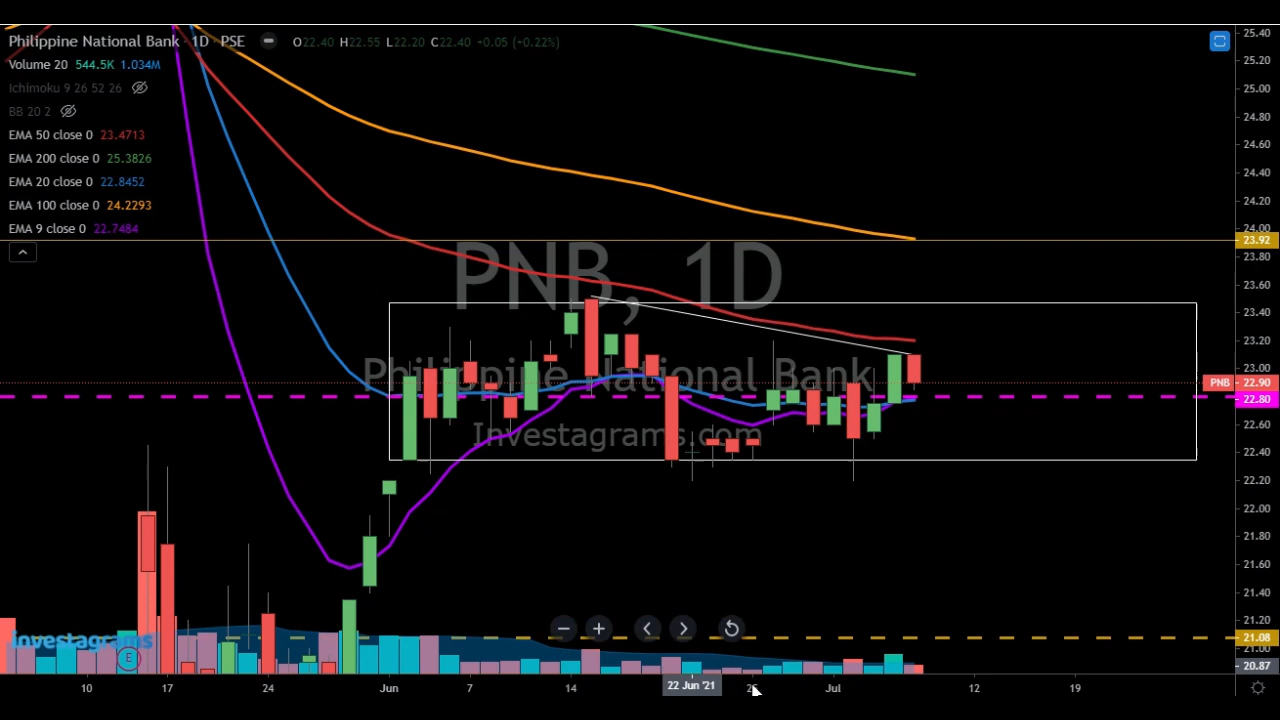 Philippine National Bank · 1D · PSE O22.40 H22.55 L22.20 C22.40 +0.05 (+0.22%)
Volume 20 544.5K 1.034M
Ichimoku 9 26 52 26
BB 20 2
EMA 50 close 0 23.4713
EMA 200 close 0 25.3826
EMA 20 close 0 22.8452
EMA 100 close 0 24.2293
EMA 9 close 0 22.7484
PNB, 1D
Philippine National Bank
Investagrams.com
investagrams
E
25.40
25.20
25.00
24.80
24.60
24.40
24.20
24.00
23.92
23.80
23.60
23.40
23.20
23.00
PNB 22.90
22.80
22.60
22.40
22.20
22.00
21.80
21.60
21.40
21.20
21.08
21.00
20.87
10 17 24 Jun 7 14 22 Jun '21 Jul 12 19